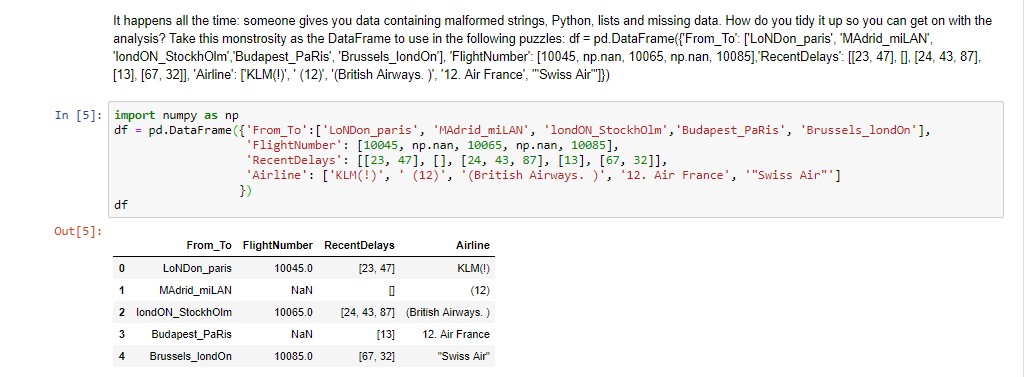 It happens all the time: someone gives you data containing malformed strings, Python, lists and missing data. How do you tidy it up so you can get on with the
analysis? Take this monstrosity as the DataFrame to use in the following puzzles: df = pd.DataFrame({'From_To': ['LoNDon_paris', 'MAdrid_miLAN',
'londON_StockhOlm','Budapest_PaRis', 'Brussels_londOn'], 'FlightNumber': [10045, np.nan, 10065, np.nan, 10085],'RecentDelays': [[23, 47], [], [24, 43, 87],
[13], [67, 32]], 'Airline': ['KLM(!)', ' (12)', '(British Airways. )', '12. Air France', '"Swiss Air"']})
In [5]: import numpy as np
df = pd.DataFrame({'From_To':['LoNDon_paris', 'MAdrid_miLAN', 'londON_StockhOlm','Budapest_PaRis', 'Brussels_londOn'],
'FlightNumber': [10045, np.nan, 10065, np.nan, 10085],
'RecentDelays': [[23, 47], [], [24, 43, 87], [13], [67, 32]],
'Airline': ['KLM(!)', ' (12)', '(British Airways. )', '12. Air France', '"Swiss Air"']
})
df
Out[5]:
From_To FlightNumber RecentDelays Airline
0 LoNDon_paris 10045.0 [23, 47] KLM(!)
1 MAdrid_miLAN NaN [] (12)
2 londON_StockhOlm 10065.0 [24, 43, 87] (British Airways. )
3 Budapest_PaRis NaN [13] 12. Air France
4 Brussels_londOn 10085.0 [67, 32] "Swiss Air"